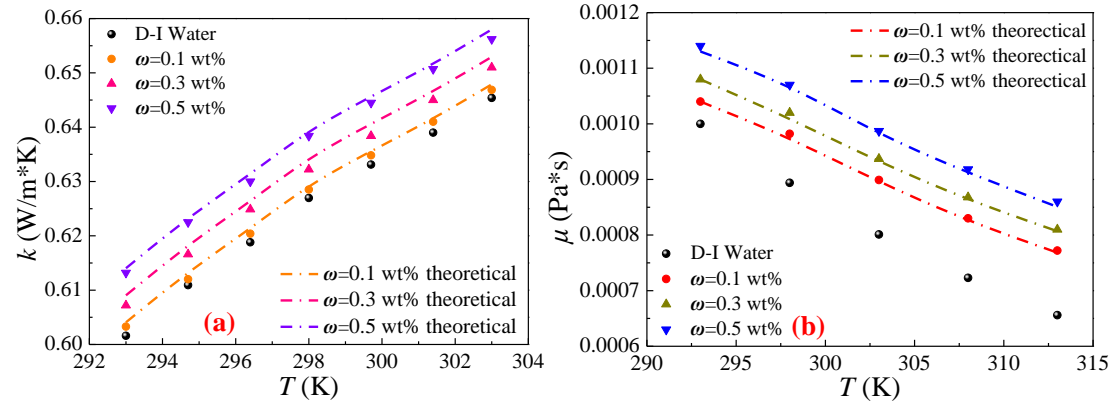 0.66
0.65
0.64
0.63
0.62
0.61
0.60
k (W/m*K)
D-I Water
ω=0.1 wt%
ω=0.3 wt%
ω=0.5 wt%
ω=0.1 wt% theoretical
ω=0.3 wt% theoretical
ω=0.5 wt% theoretical
(a)
292 294 296 298 300 302 304
T (K)
0.0012
0.0011
0.0010
0.0009
0.0008
0.0007
0.0006
μ (Pa*s)
ω=0.1 wt% theorectical
ω=0.3 wt% theorectical
ω=0.5 wt% theorectical
D-I Water
ω=0.1 wt%
ω=0.3 wt%
ω=0.5 wt%
(b)
290 295 300 305 310 315
T (K)